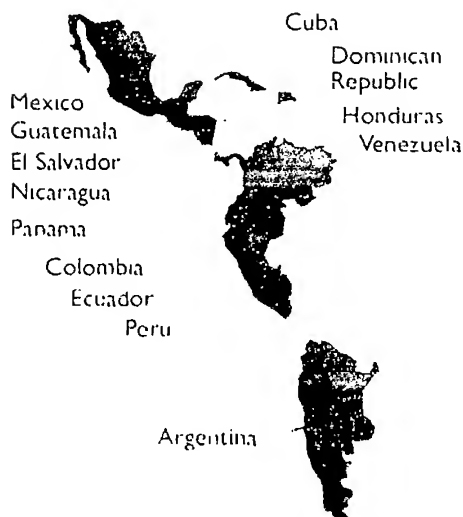 Cuba
Dominican
Republic
Honduras
Venezuela
Mexico
Guatemala
El Salvador
Nicaragua
Panama
Colombia
Ecuador
Peru
Argentina